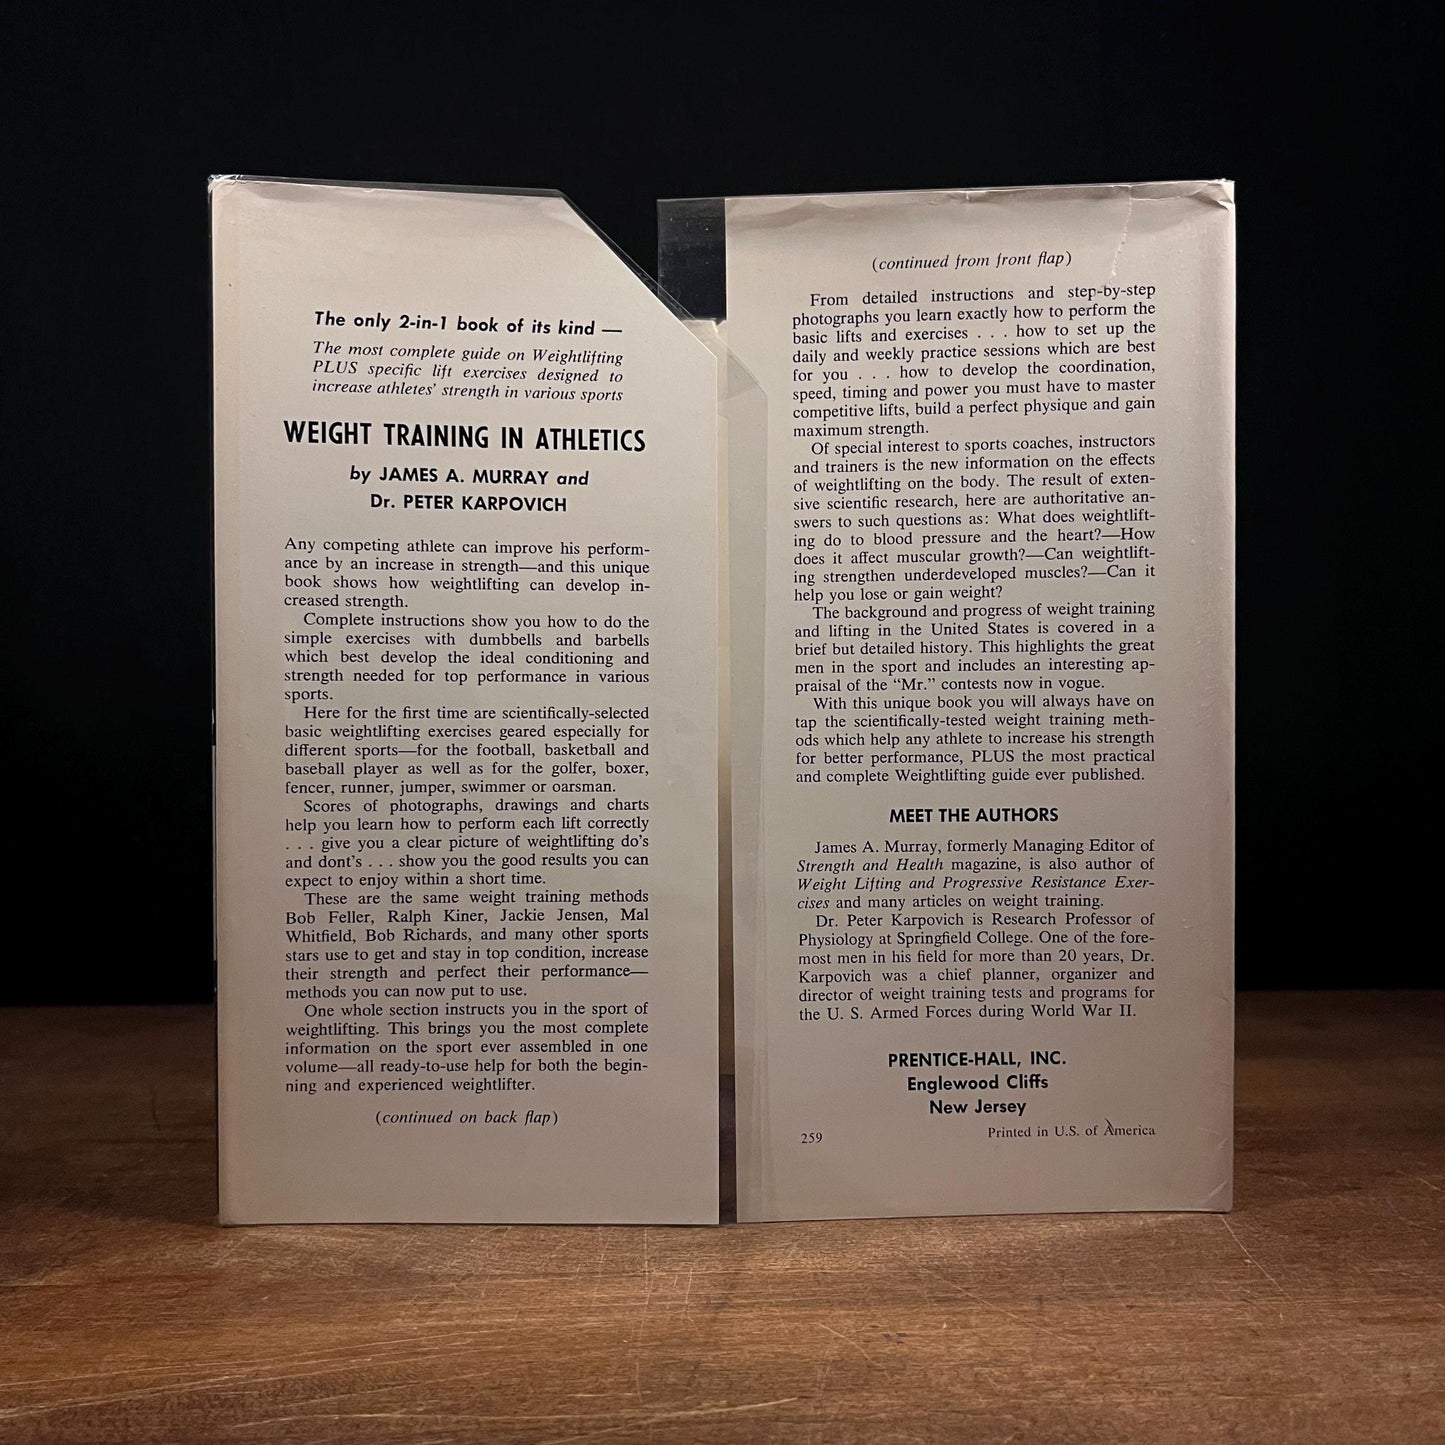 The only 2-in-1 book of its kind —
The most complete guide on Weightlifting
PLUS specific lift exercises designed to
increase athletes' strength in various sports
WEIGHT TRAINING IN ATHLETICS
by JAMES A. MURRAY and
Dr. PETER KARPOVICH
Any competing athlete can improve his perform-
ance by an increase in strength—and this unique
book shows how weightlifting can develop in-
creased strength.
Complete instructions show you how to do the
simple exercises with dumbbells and barbells
which best develop the ideal conditioning and
strength needed for top performance in various
sports.
Here for the first time are scientifically-selected
basic weightlifting exercises geared especially for
different sports—for the football, basketball and
baseball player as well as for the golfer, boxer,
fencer, runner, jumper, swimmer or oarsman.
Scores of photographs, drawings and charts
help you learn how to perform each lift correctly
. . . give you a clear picture of weightlifting do's
and dont's . . . show you the good results you can
expect to enjoy within a short time.
These are the same weight training methods
Bob Feller, Ralph Kiner, Jackie Jensen, Mal
Whitfield, Bob Richards, and many other sports
stars use to get and stay in top condition, increase
their strength and perfect their performance—
methods you can now put to use.
One whole section instructs you in the sport of
weightlifting. This brings you the most complete
information on the sport ever assembled in one
volume—all ready-to-use help for both the begin-
ning and experienced weightlifter.
(continued on back flap)
(continued from front flap)
From detailed instructions and step-by-step
photographs you learn exactly how to perform the
basic lifts and exercises . . . how to set up the
daily and weekly practice sessions which are best
for you . . . how to develop the coordination,
speed, timing and power you must have to master
competitive lifts, build a perfect physique and gain
maximum strength.
Of special interest to sports coaches, instructors
and trainers is the new information on the effects
of weightlifting on the body. The result of exten-
sive scientific research, here are authoritative an-
swers to such questions as: What does weightlift-
ing do to blood pressure and the heart?—How
does it affect muscular growth?—Can weightlift-
ing strengthen underdeveloped muscles?—Can it
help you lose or gain weight?
The background and progress of weight training
and lifting in the United States is covered in a
brief but detailed history. This highlights the great
men in the sport and includes an interesting ap-
praisal of the “Mr.” contests now in vogue.
With this unique book you will always have on
tap the scientifically-tested weight training meth-
ods which help any athlete to increase his strength
for better performance, PLUS the most practical
and complete Weightlifting guide ever published.
MEET THE AUTHORS
James A. Murray, formerly Managing Editor of
Strength and Health magazine, is also author of
Weight Lifting and Progressive Resistance Exer-
cises and many articles on weight training.
Dr. Peter Karpovich is Research Professor of
Physiology at Springfield College. One of the fore-
most men in his field for more than 20 years, Dr.
Karpovich was a chief planner, organizer and
director of weight training tests and programs for
the U. S. Armed Forces during World War II.
PRENTICE-HALL, INC.
Englewood Cliffs
New Jersey
259 Printed in U.S. of America